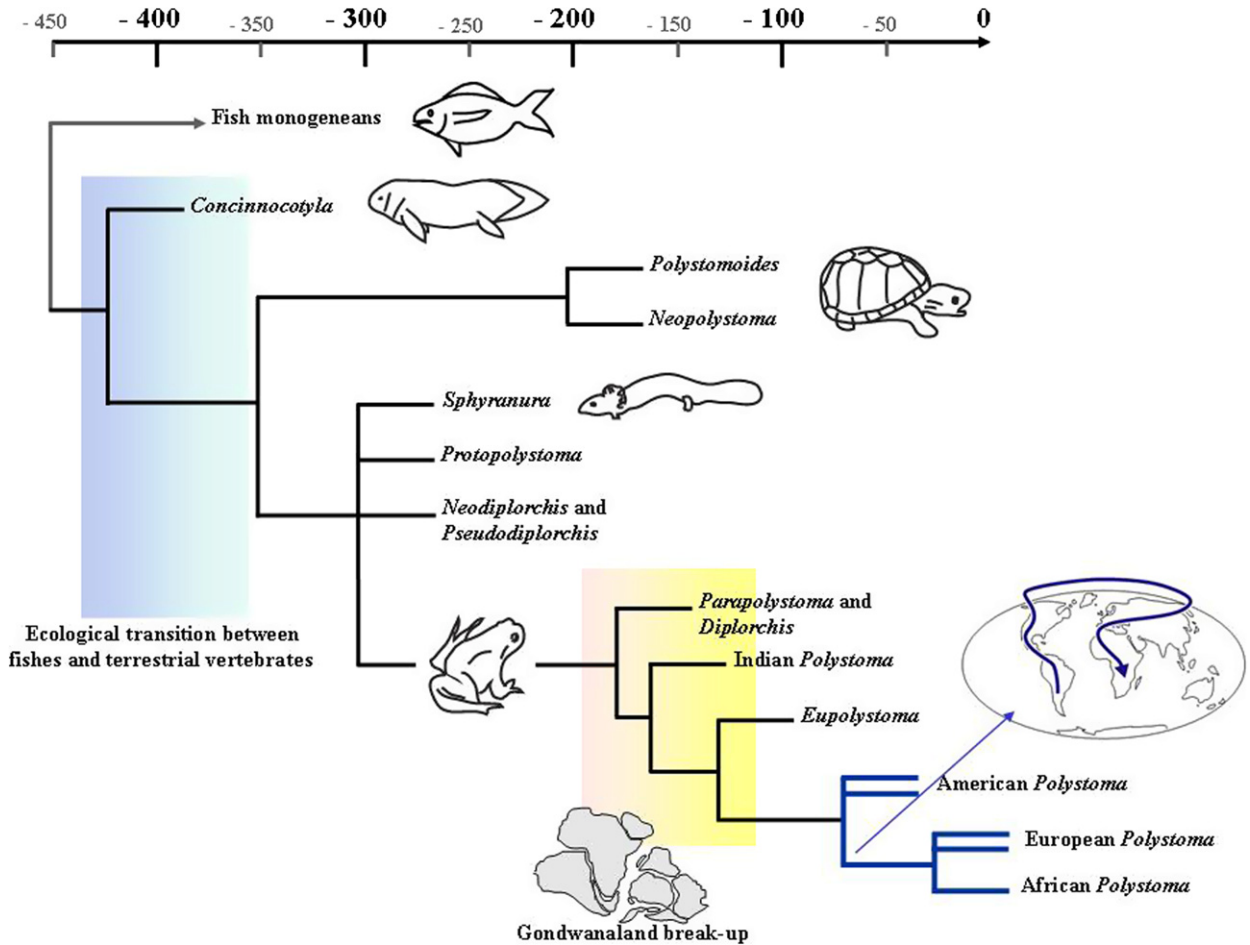 - 450 - 400 - 350 - 300 - 250 - 200 - 150 - 100 - 50 0
Fish monogeneans
Concinnocotyla
Polystomoides
Neopolystoma
Sphyranura
Protopolystoma
Neodiplorchis and
Pseudodiplorchis
Parapolystoma and
Diplorchis
Ecological transition between
fishes and terrestrial vertebrates
Indian Polystoma
Eupolystoma
American Polystoma
European Polystoma
African Polystoma
Gondwanaland break-up